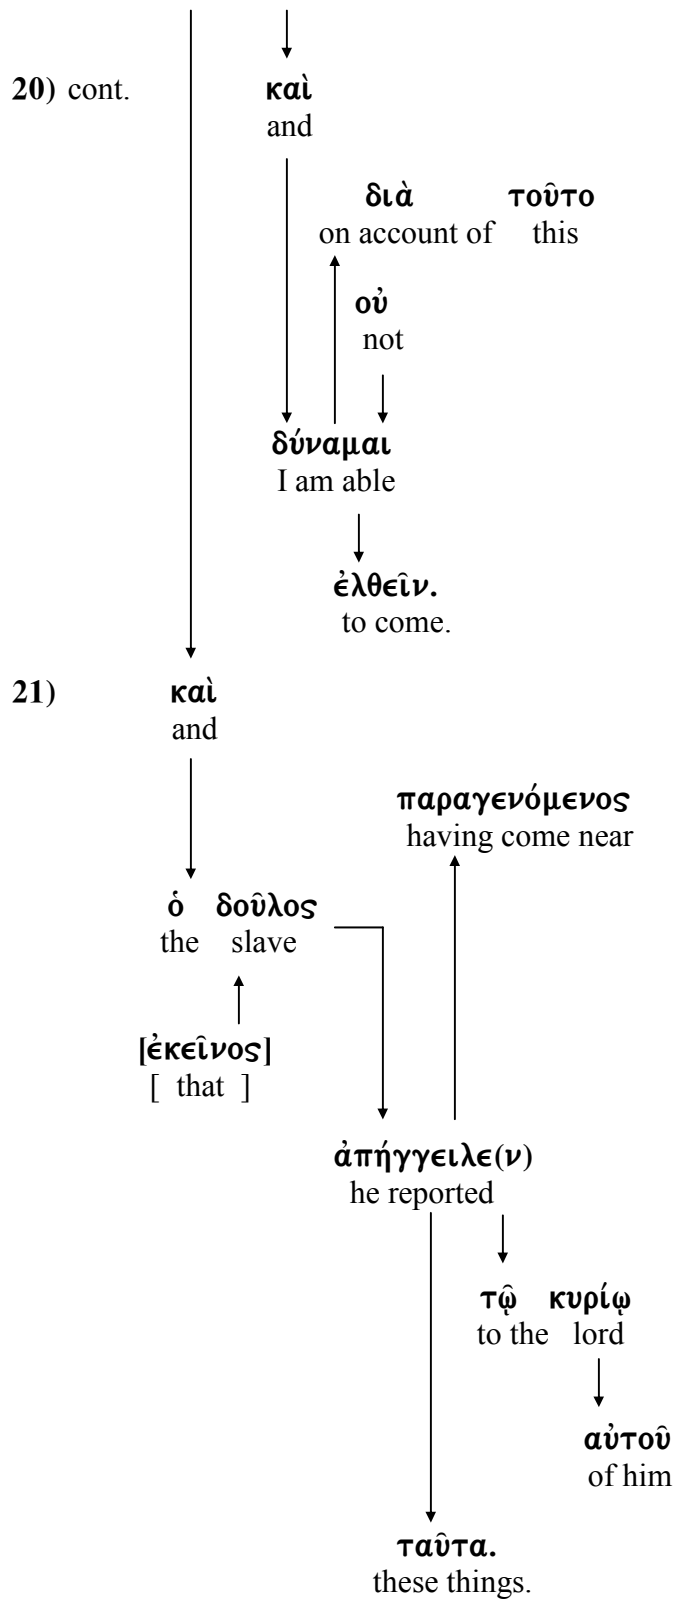 20) cont. καὶ
and
διὰ τοῦτο
on account of this
οὐ
not
δύναμαι
I am able
ἐλθεῖν.
to come.
21) καὶ
and
παραγενόμενος
having come near
ὁ δοῦλος
the slave
[ἐκεῖνος]
[ that ]
ἀπήγγειλε(ν)
he reported
τῷ κυρίῳ
to the lord
αὐτοῦ
of him
ταῦτα.
these things.